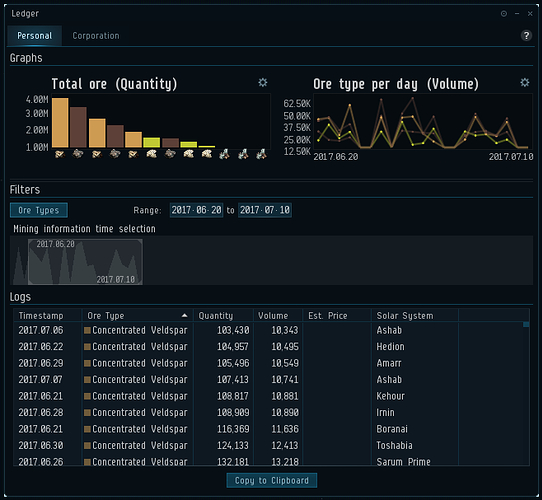 Ledger
Personal Corporation ?
Graphs
Total ore (Quantity)
4.00M
3.00M
2.00M
1.00M
Ore type per day (Volume)
62.50K
50.00K
37.50K
25.00K
12.50K
2017.06.20 2017.07.10
Filters
Ore Types Range: 2017.06.20 to 2017.07.10
Mining information time selection
2017.06.20
2017.07.10
Logs
Timestamp Ore Type Quantity Volume Est. Price Solar System
2017.07.06 Concentrated Veldspar 103,430 10,343 Ashab
2017.06.22 Concentrated Veldspar 104,957 10,495 Hedion
2017.06.29 Concentrated Veldspar 105,496 10,549 Amarr
2017.07.07 Concentrated Veldspar 107,413 10,741 Ashab
2017.06.21 Concentrated Veldspar 108,817 10,881 Kehour
2017.06.28 Concentrated Veldspar 108,909 10,890 Irnin
2017.06.21 Concentrated Veldspar 116,369 11,636 Boranai
2017.06.30 Concentrated Veldspar 124,133 12,413 Toshabia
2017.06.26 Concentrated Veldspar 132,181 13,218 Sarum Prime
Copy to Clipboard